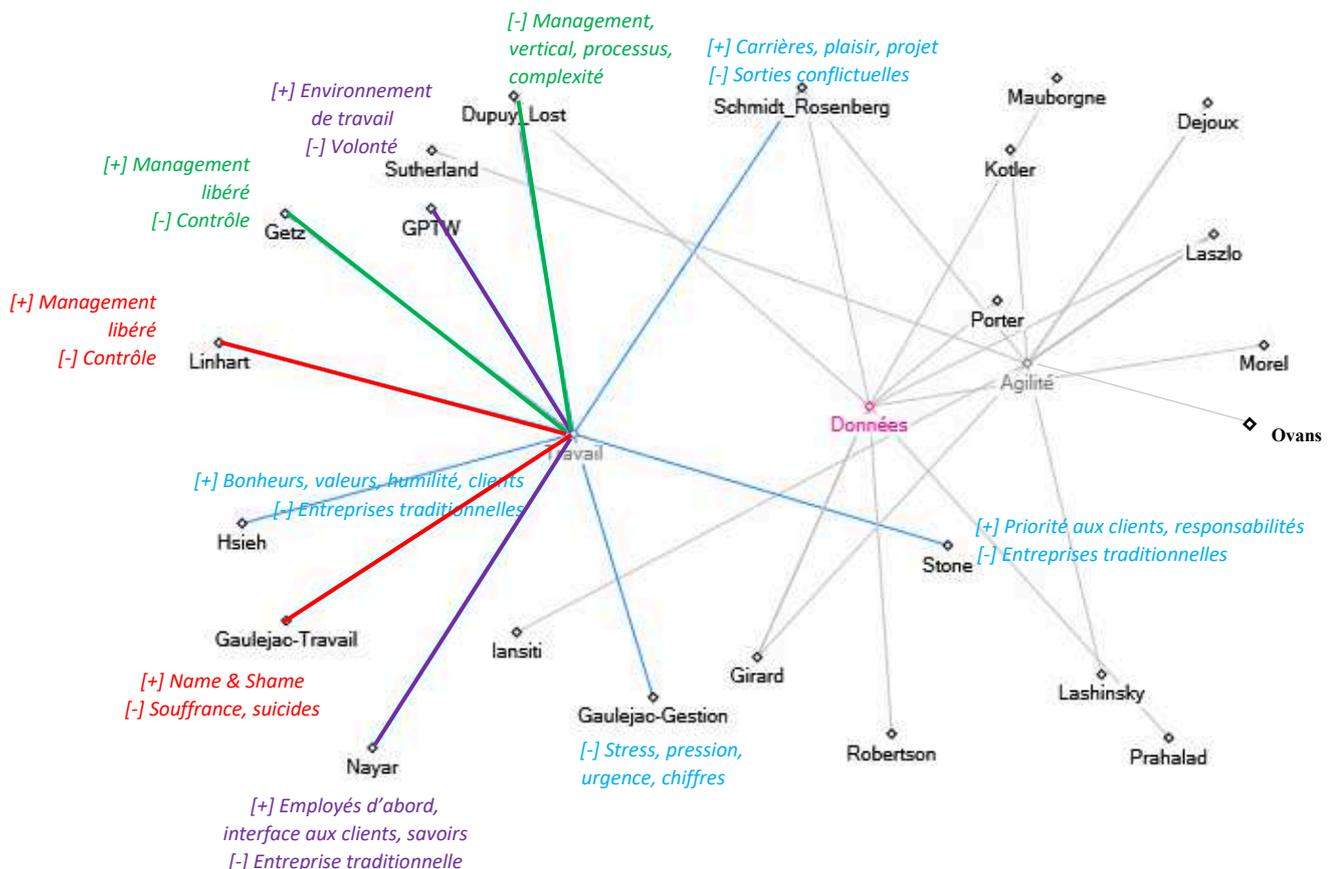 [-] Management,
vertical, processus,
complexité
[+] Carrières, plaisir, projet
[-] Sorties conflictuelles
[+] Environnement
de travail
[-] Volonté
Dupuy_Lost
Schmidt_Rosenberg
Mauborgne
Dejoux
[+] Management
libéré
[-] Contrôle
Sutherland
Kotler
Getz
GPTW
Laszlo
[+] Management
libéré
[-] Contrôle
Linhart
Porter
Morel
Agilité
Données
Ovans
Travail
[+] Bonheurs, valeurs, humilité, clients
[-] Entreprises traditionnelles
Hsieh
[+] Priorité aux clients, responsabilités
[-] Entreprises traditionnelles
Stone
Gaulejac-Travail
Iansiti
Girard
[+] Name & Shame
[-] Souffrance, suicides
Lashinsky
Gaulejac-Gestion
[-] Stress, pression,
urgence, chiffres
Robertson
Prahalad
Nayar
[+] Employés d’abord,
interface aux clients, savoirs
[-] Entreprise traditionnelle